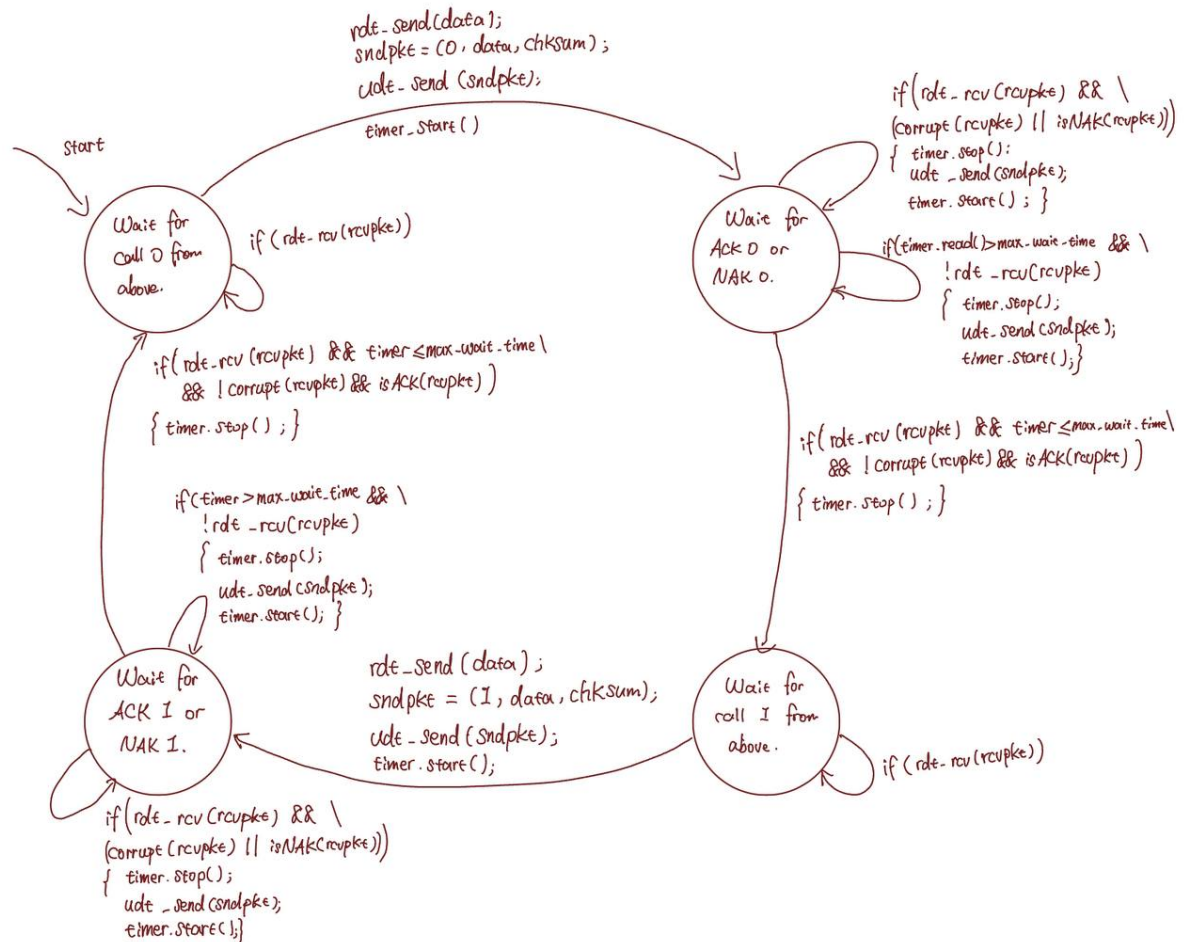 rdt_send(data);
sndpkt = (0, data, chksum);
udt_send (sndpkt);
timer_start()
Start
Wait for
call 0 from
above.
if (rdt_rcv(rcvpkt))
Wait for
ACK 0 or
NAK 0.
if(rdt_rcv(rcvpkt) && \
(corrupt(rcvpkt) || isNAK(rcvpkt)))
{ timer.stop():
udt_send(sndpkt);
timer.start(); }
if(timer.read()>max_wait_time && \
!rdt_rcv(rcvpkt)
{ timer.stop();
udt_send(sndpkt);
timer.start();}
if(rdt_rcv(rcvpkt) && timer≤max_wait_time\
&& !corrupt(rcvpkt) && isACK(rcvpkt))
{ timer.stop(); }
if(rdt_rcv(rcvpkt) && timer≤max_wait_time\
&& !corrupt(rcvpkt) && isACK(rcvpkt))
{ timer.stop(); }
if(timer>max_wait_time && \
!rdt_rcv(rcvpkt)
{ timer.stop();
udt_send(sndpkt);
timer.start(); }
Wait for
ACK 1 or
NAK 1.
rdt_send(data);
sndpkt = (1, data, chksum);
udt_send(sndpkt);
timer.start();
Wait for
call 1 from
above.
if (rdt_rcv(rcvpkt))
if(rdt_rcv(rcvpkt) && \
(corrupt(rcvpkt) || isNAK(rcvpkt)))
{ timer.stop();
udt_send(sndpkt);
timer.start();}